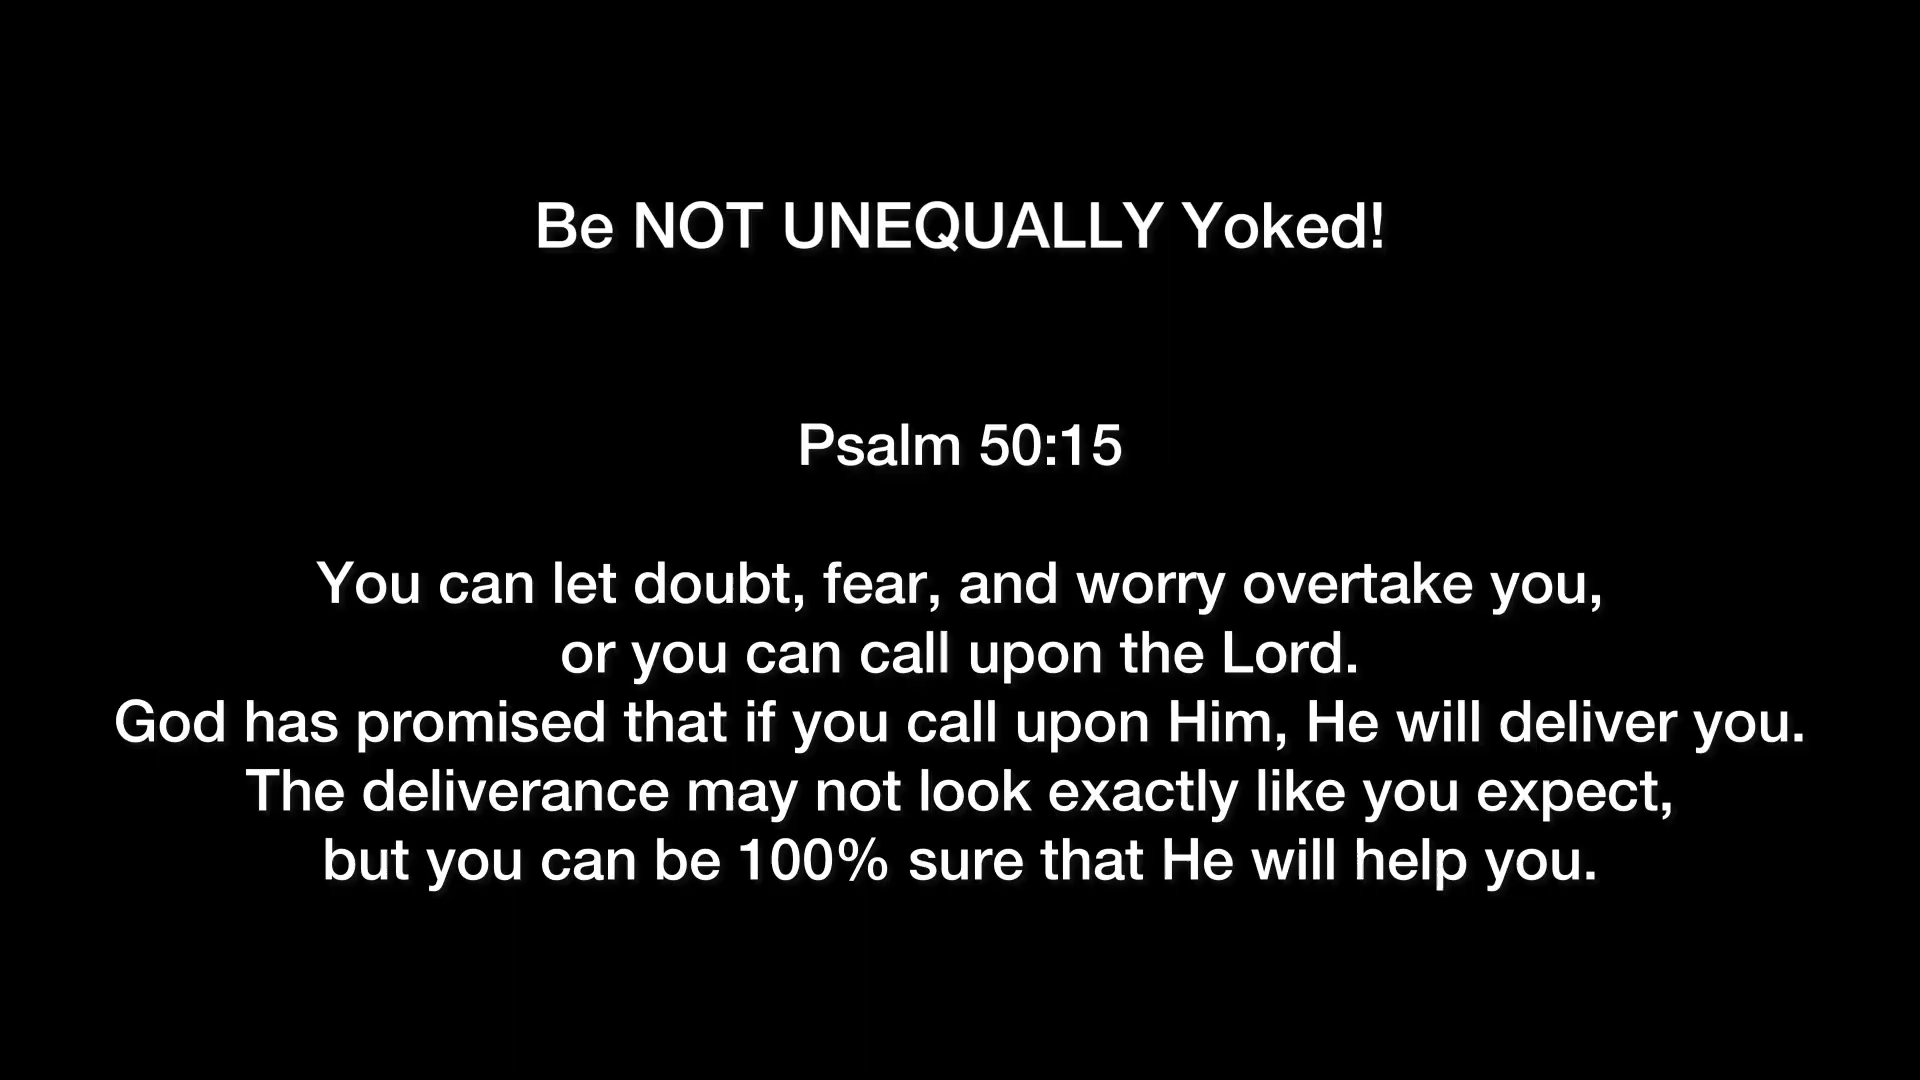 Be NOT UNEQUALLY Yoked!
Psalm 50:15
You can let doubt, fear, and worry overtake you,
or you can call upon the Lord.
God has promised that if you call upon Him, He will deliver you.
The deliverance may not look exactly like you expect,
but you can be 100% sure that He will help you.